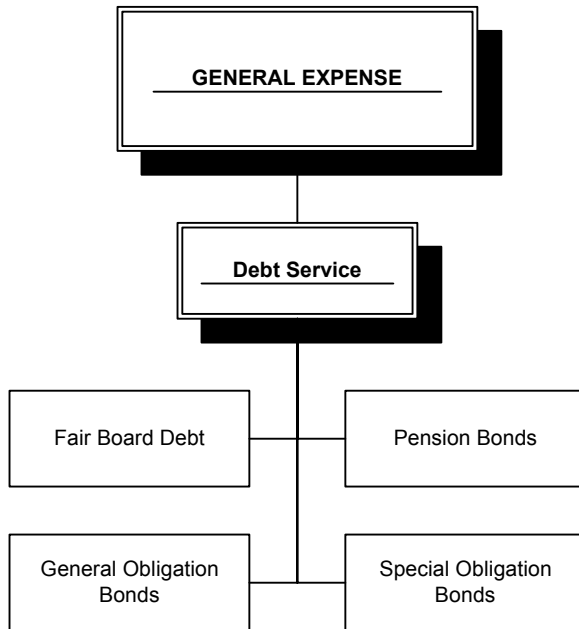 GENERAL EXPENSE
Debt Service
Fair Board Debt
Pension Bonds
General Obligation
Bonds
Special Obligation
Bonds